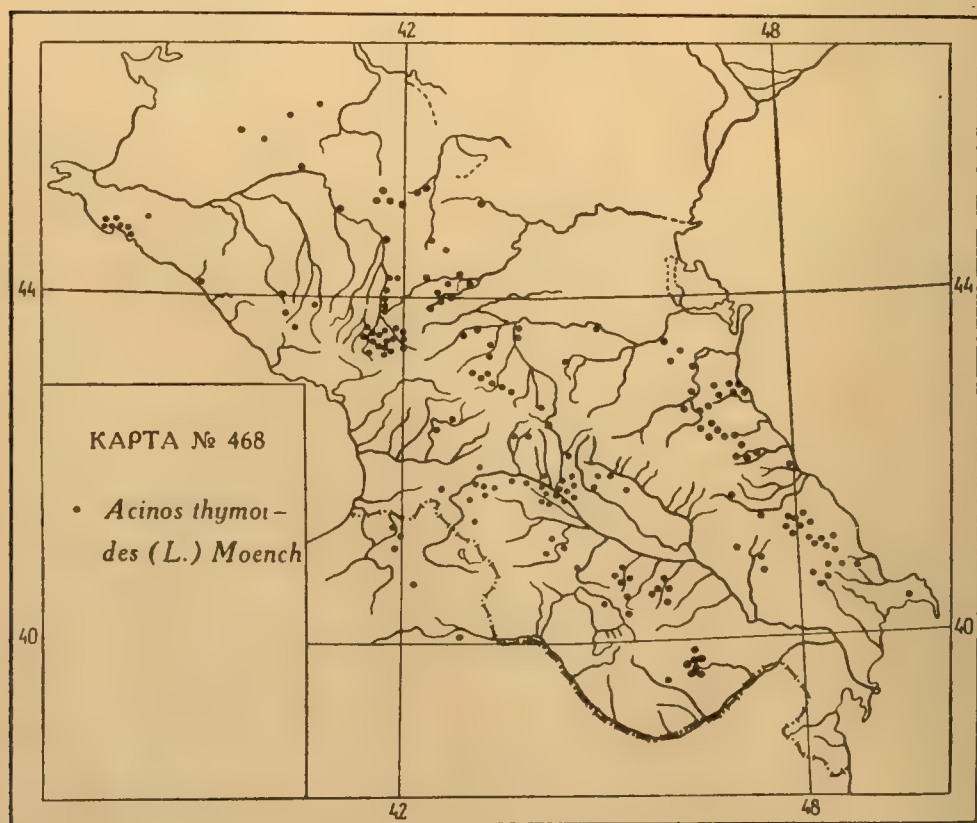 42 48
44 44
КАРТА № 468
Acinos thymoi-
des (L.) Moench
40 40
42 48